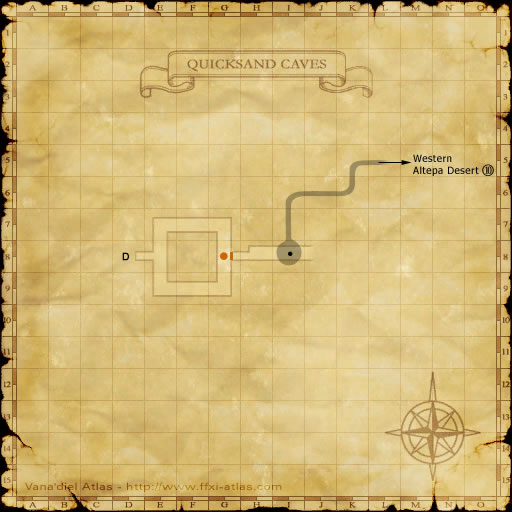 A B C D E F G H I J K L M N O
1
2
3
4
5
6
7
8
9
10
11
12
13
14
15
QUICKSAND CAVES
Western
Altepa Desert ⑩
D
Vana'diel Atlas - http://www.ffxi-atlas.com
A B C D E F G H I J K L M N O